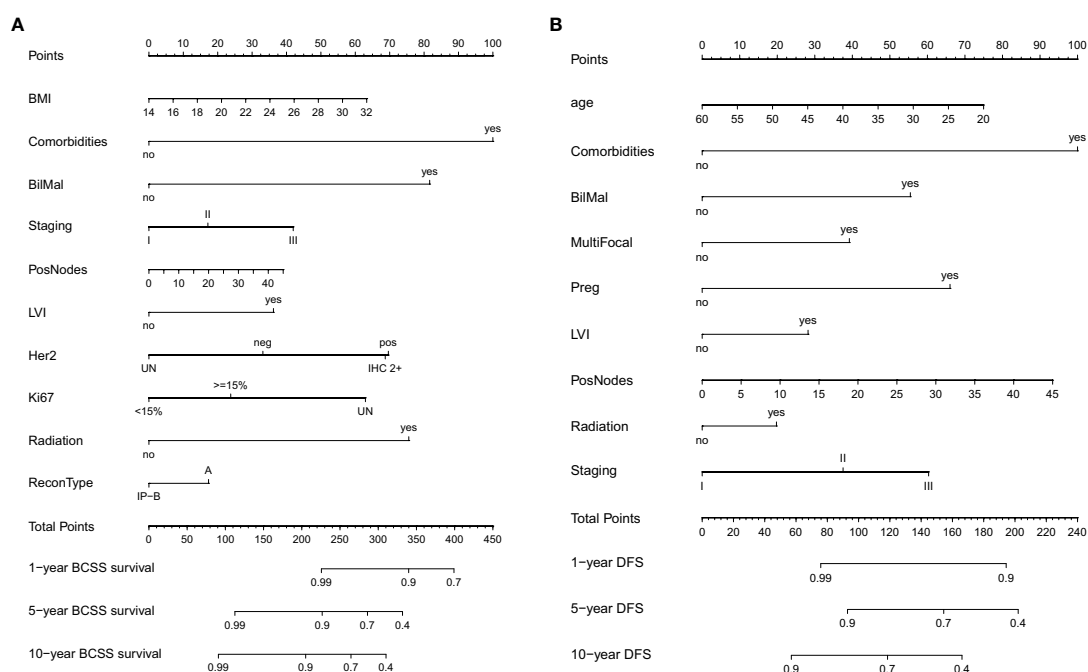 A
Points
0 10 20 30 40 50 60 70 80 90 100
BMI
14 16 18 20 22 24 26 28 30 32
Comorbidities
yes
no
BilMal
yes
no
Staging
II
I III
PosNodes
0 10 20 30 40
LVI
yes
no
Her2
neg pos
UN IHC 2+
Ki67
>=15%
<15% UN
Radiation
yes
no
ReconType
A
IP−B
Total Points
0 50 100 150 200 250 300 350 400 450
1−year BCSS survival
0.99 0.9 0.7
5−year BCSS survival
0.99 0.9 0.7 0.4
10−year BCSS survival
0.99 0.9 0.7 0.4
B
Points
0 10 20 30 40 50 60 70 80 90 100
age
60 55 50 45 40 35 30 25 20
Comorbidities
yes
no
BilMal
yes
no
MultiFocal
yes
no
Preg
yes
no
LVI
yes
no
PosNodes
0 5 10 15 20 25 30 35 40 45
Radiation
yes
no
Staging
II
I III
Total Points
0 20 40 60 80 100 120 140 160 180 200 220 240
1−year DFS
0.99 0.9
5−year DFS
0.9 0.7 0.4
10−year DFS
0.9 0.7 0.4